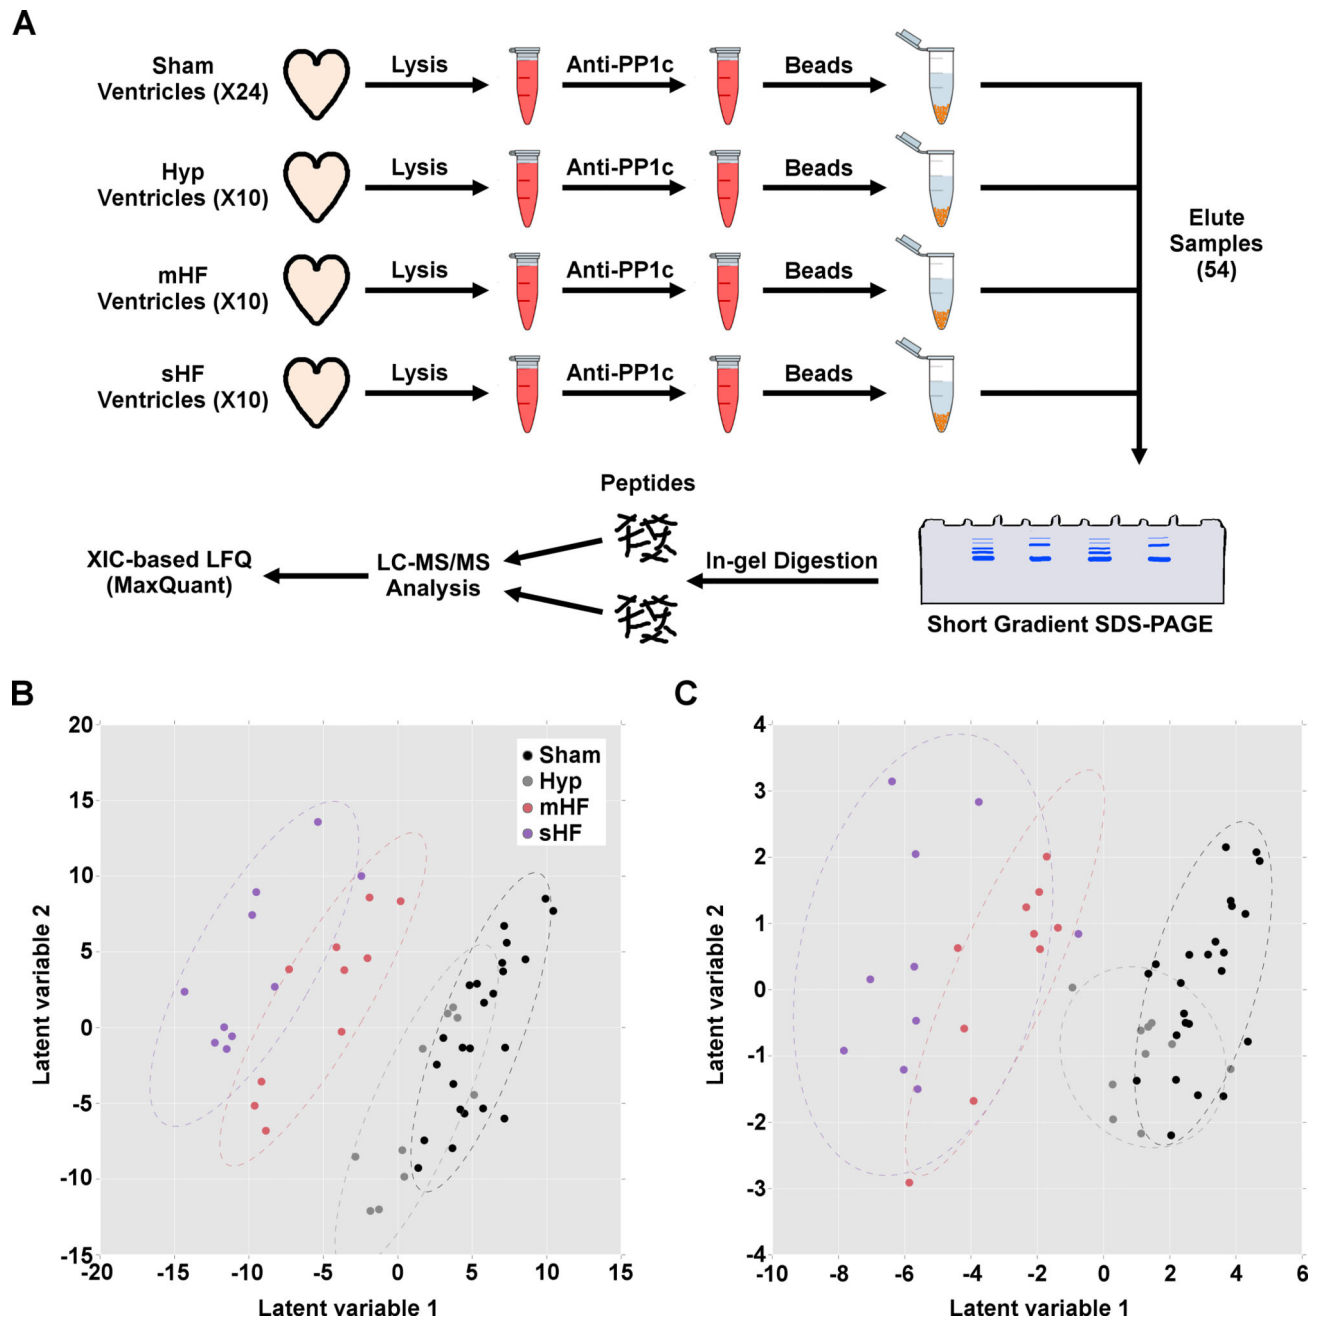 A
Sham
Ventricles (X24)
Lysis
Anti-PP1c
Beads
Hyp
Ventricles (X10)
Lysis
Anti-PP1c
Beads
mHF
Ventricles (X10)
Lysis
Anti-PP1c
Beads
sHF
Ventricles (X10)
Lysis
Anti-PP1c
Beads
Elute
Samples
(54)
Peptides
XIC-based LFQ
(MaxQuant)
LC-MS/MS
Analysis
In-gel Digestion
Short Gradient SDS-PAGE
B
20
15
10
5
0
-5
-10
-15
Latent variable 2
Sham
Hyp
mHF
sHF
-20 -15 -10 -5 0 5 10 15
Latent variable 1
C
4
3
2
1
0
-1
-2
-3
-4
Latent variable 2
-10 -8 -6 -4 -2 0 2 4 6
Latent variable 1